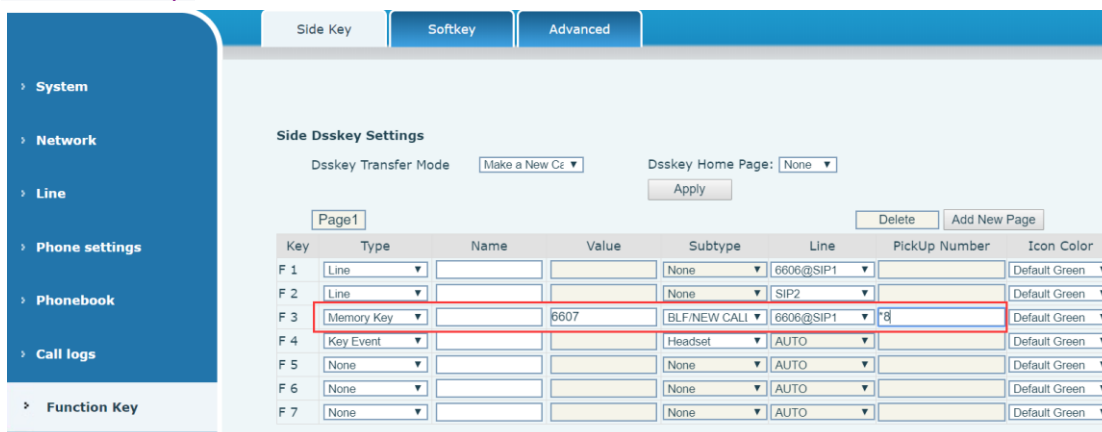 Side Key Softkey Advanced
System
Network
Line
Phone settings
Phonebook
Call logs
Function Key
Side Dsskey Settings
Dsskey Transfer Mode Make a New Ca Dsskey Home Page: None
Apply
Page1 Delete Add New Page
Key Type Name Value Subtype Line PickUp Number Icon Color
F 1 Line None 6606@SIP1 Default Green
F 2 Line None SIP2 Default Green
F 3 Memory Key 6607 BLF/NEW CALL 6606@SIP1 *8 Default Green
F 4 Key Event Headset AUTO Default Green
F 5 None None AUTO Default Green
F 6 None None AUTO Default Green
F 7 None None AUTO Default Green